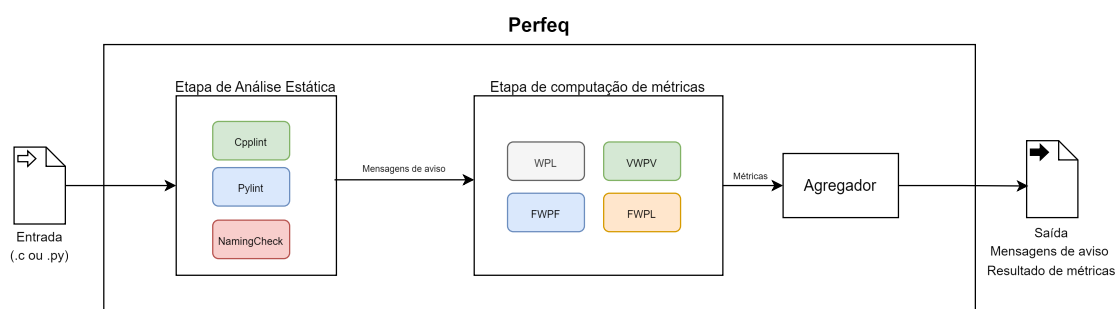 Perfeq
Etapa de Análise Estática
Etapa de computação de métricas
Cpplint
Pylint
NamingCheck
Mensagens de aviso
WPL
VWPV
FWPF
FWPL
Métricas
Agregador
Entrada
(.c ou .py)
Saída
Mensagens de aviso
Resultado de métricas